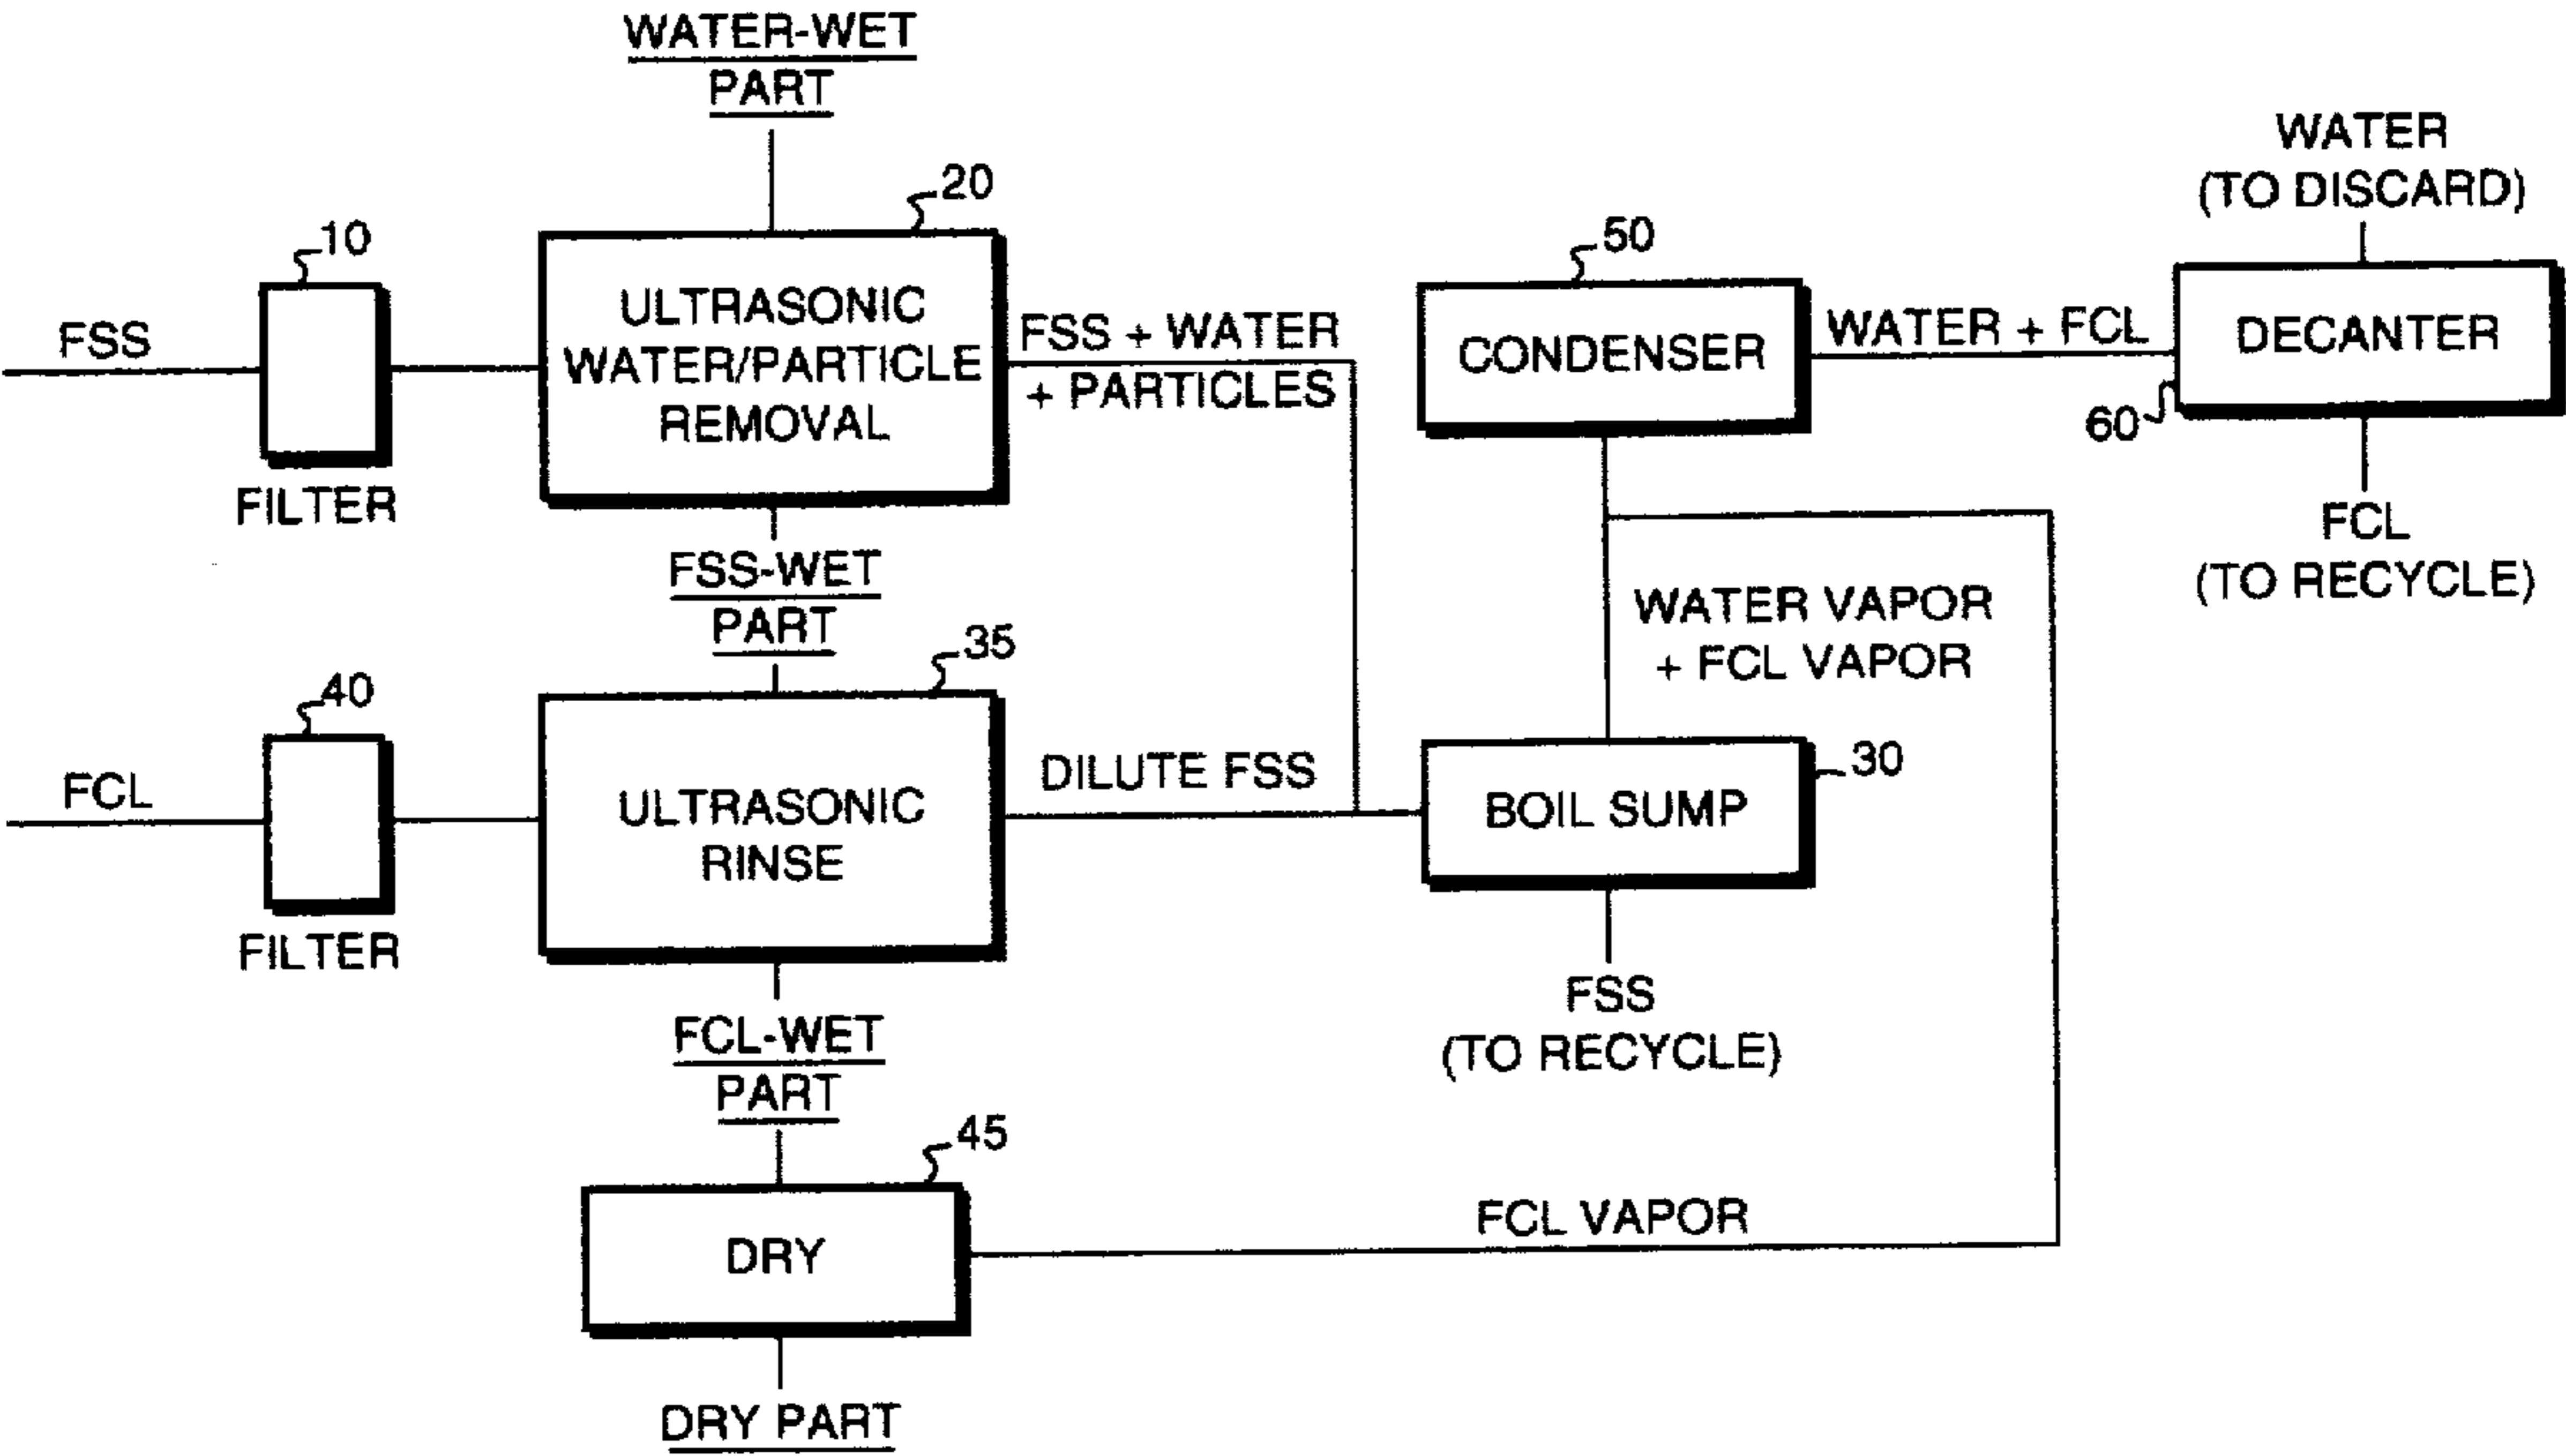 WATER-WET
PART
20
10
FSS
FILTER
ULTRASONIC
WATER/PARTICLE
REMOVAL
FSS + WATER
+ PARTICLES
50
CONDENSER
WATER + FCL
WATER
(TO DISCARD)
DECANTER
60
FCL
(TO RECYCLE)
FSS-WET
PART
35
40
FCL
FILTER
ULTRASONIC
RINSE
DILUTE FSS
WATER VAPOR
+ FCL VAPOR
30
BOIL SUMP
FSS
(TO RECYCLE)
FCL-WET
PART
45
DRY
FCL VAPOR
DRY PART